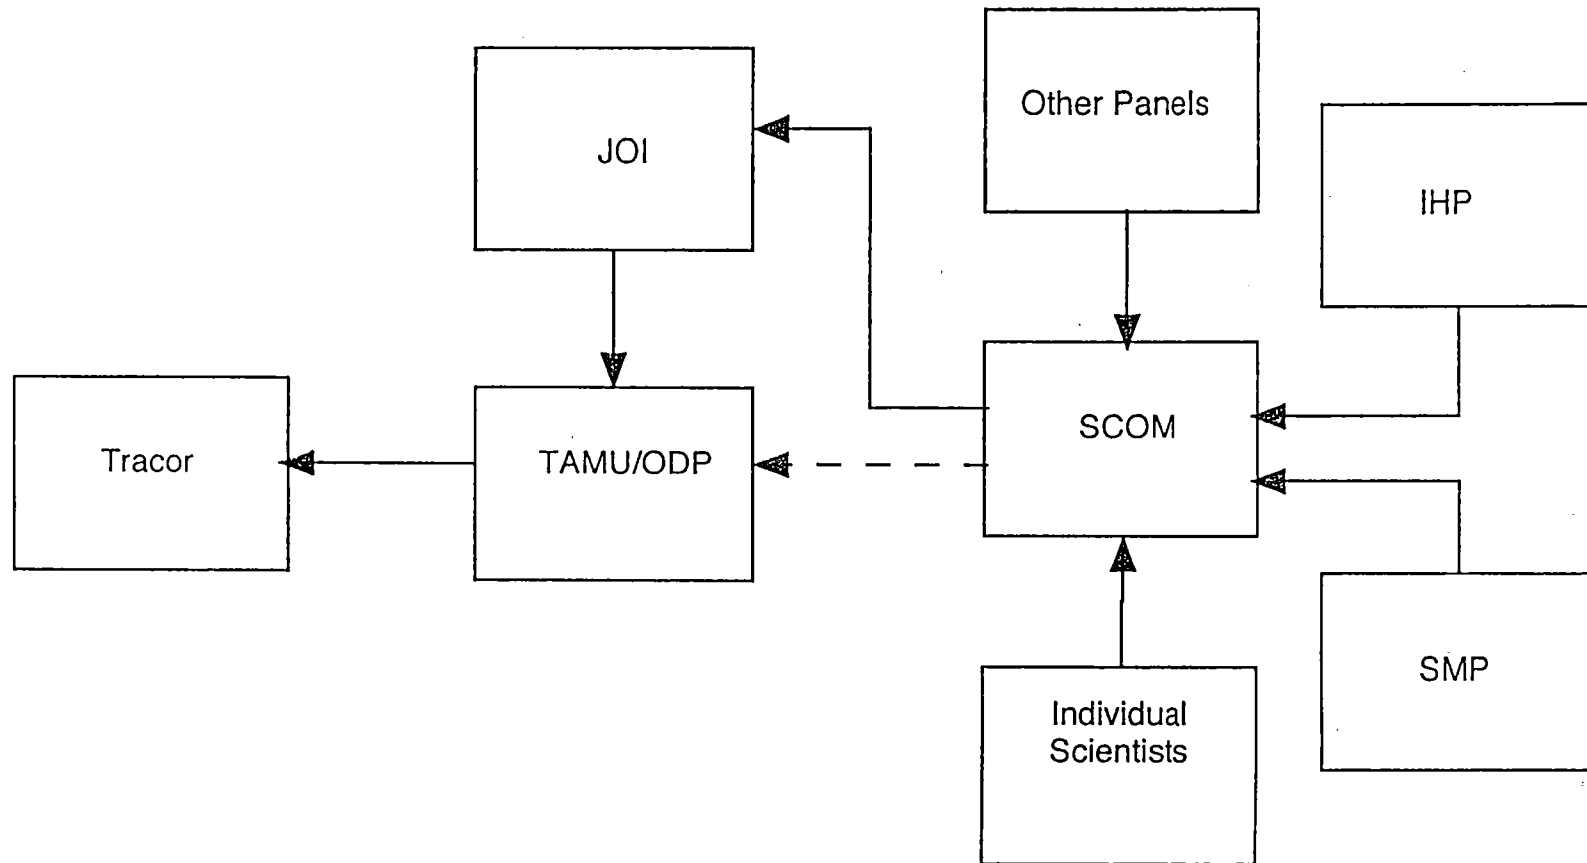 Other Panels
JOI
IHP
SCOM
Tracor
TAMU/ODP
SMP
Individual
Scientists